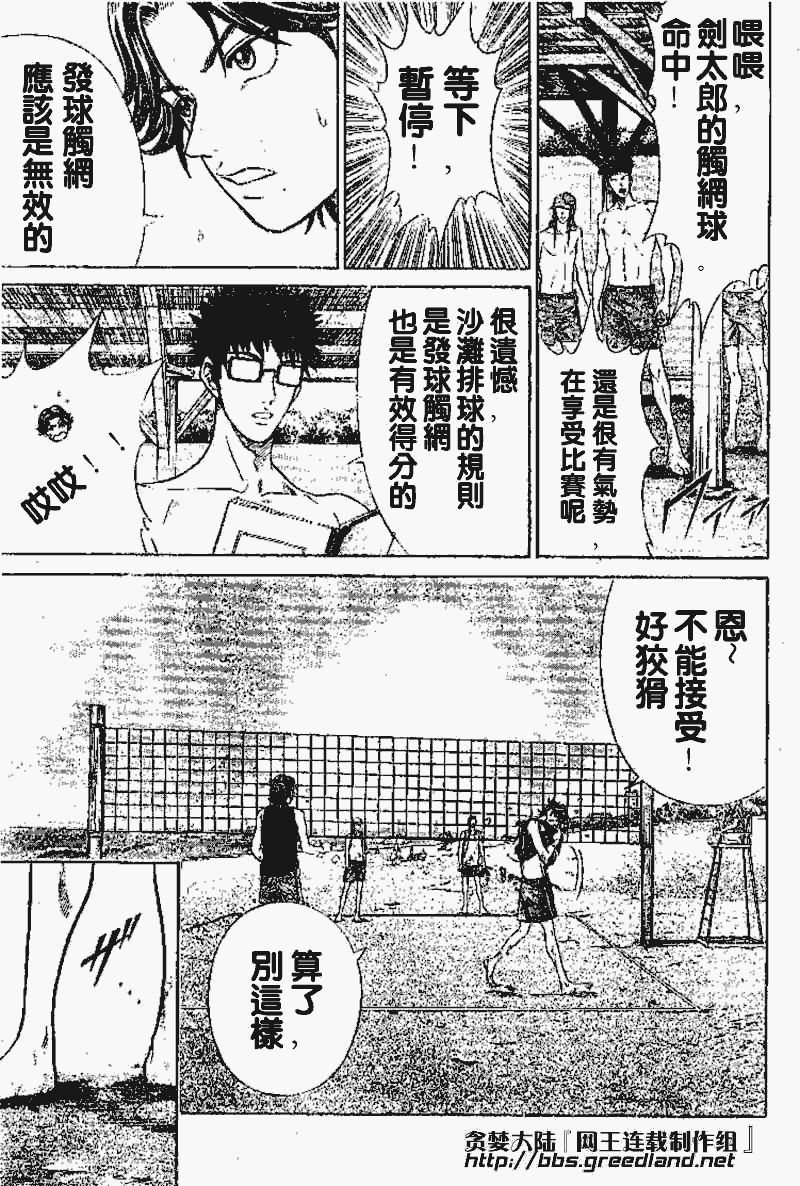 喂喂，
劍太郎的觸網球。
命中！
還是很有氣勢，
在享受比賽呢
等下，
暫停！
發球觸網
應該是無效的
很遺憾，
沙灘排球的規則
是發球觸網
也是有效得分的
哎哎！！
恩~
不能接受！
好狡猾
算了，
別這樣
贪婪大陆『网王连载制作组』
http://bbs.greedland.net